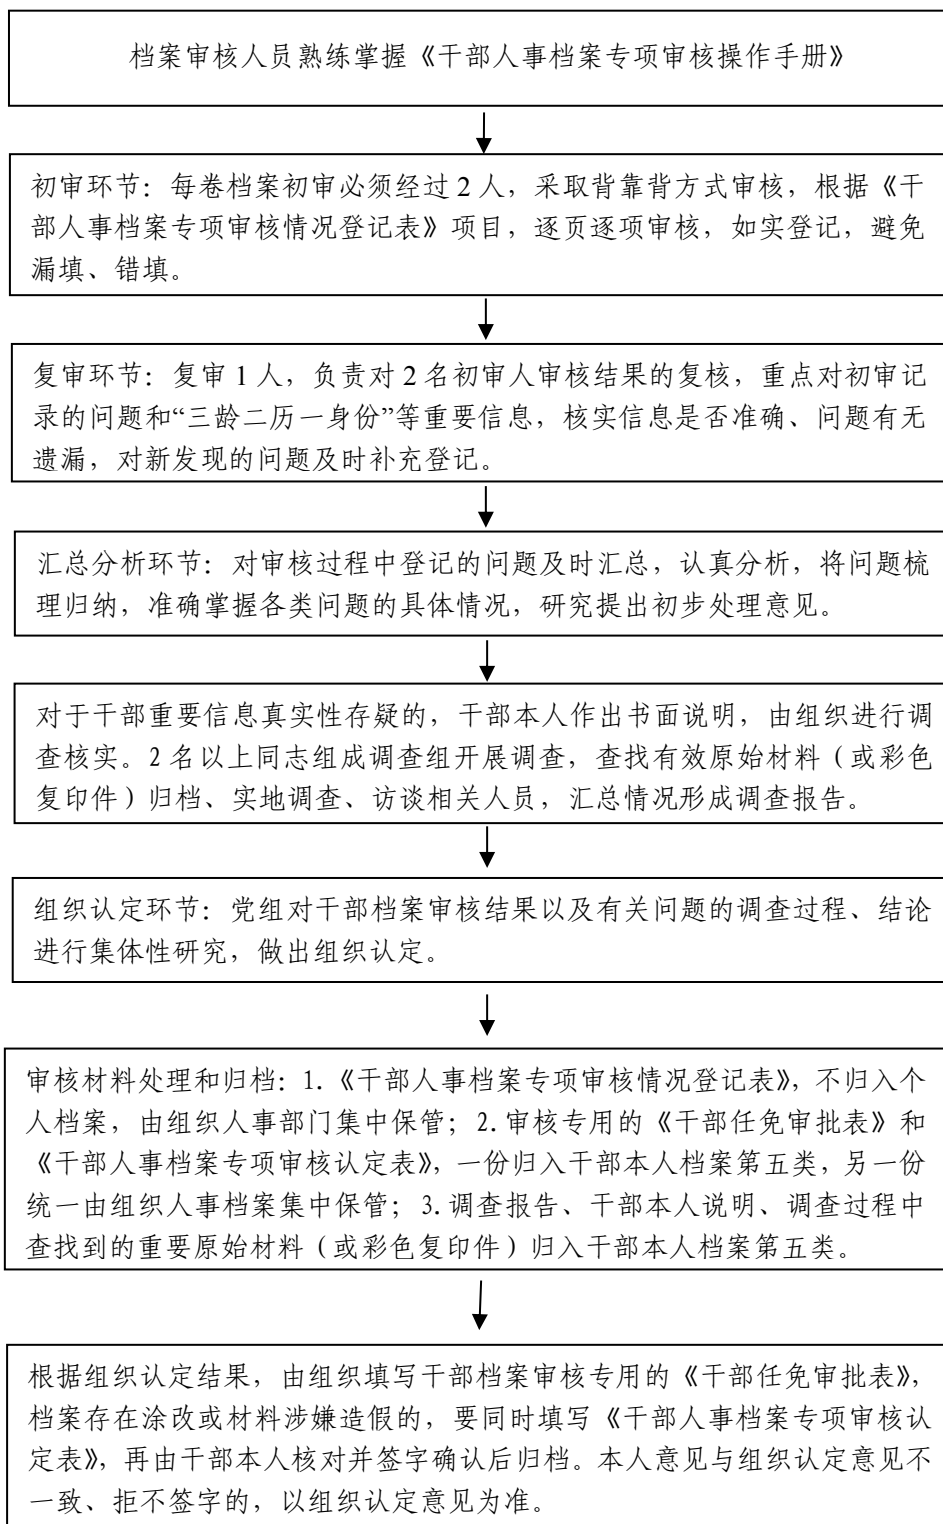 档案审核人员熟练掌握《干部人事档案专项审核操作手册》
初审环节：每卷档案初审必须经过 2 人，采取背靠背方式审核，根据《干
部人事档案专项审核情况登记表》项目，逐页逐项审核，如实登记，避免
漏填、错填。
复审环节：复审 1 人，负责对 2 名初审人审核结果的复核，重点对初审记
录的问题和“三龄二历一身份”等重要信息，核实信息是否准确、问题有无
遗漏，对新发现的问题及时补充登记。
汇总分析环节：对审核过程中登记的问题及时汇总，认真分析，将问题梳
理归纳，准确掌握各类问题的具体情况，研究提出初步处理意见。
对于干部重要信息真实性存疑的，干部本人作出书面说明，由组织进行调
查核实。2 名以上同志组成调查组开展调查，查找有效原始材料（或彩色
复印件）归档、实地调查、访谈相关人员，汇总情况形成调查报告。
组织认定环节：党组对干部档案审核结果以及有关问题的调查过程、结论
进行集体性研究，做出组织认定。
审核材料处理和归档：1.《干部人事档案专项审核情况登记表》，不归入个
人档案，由组织人事部门集中保管；2.审核专用的《干部任免审批表》和
《干部人事档案专项审核认定表》，一份归入干部本人档案第五类，另一份
统一由组织人事档案集中保管；3.调查报告、干部本人说明、调查过程中
查找到的重要原始材料（或彩色复印件）归入干部本人档案第五类。
根据组织认定结果，由组织填写干部档案审核专用的《干部任免审批表》，
档案存在涂改或材料涉嫌造假的，要同时填写《干部人事档案专项审核认
定表》，再由干部本人核对并签字确认后归档。本人意见与组织认定意见不
一致、拒不签字的，以组织认定意见为准。